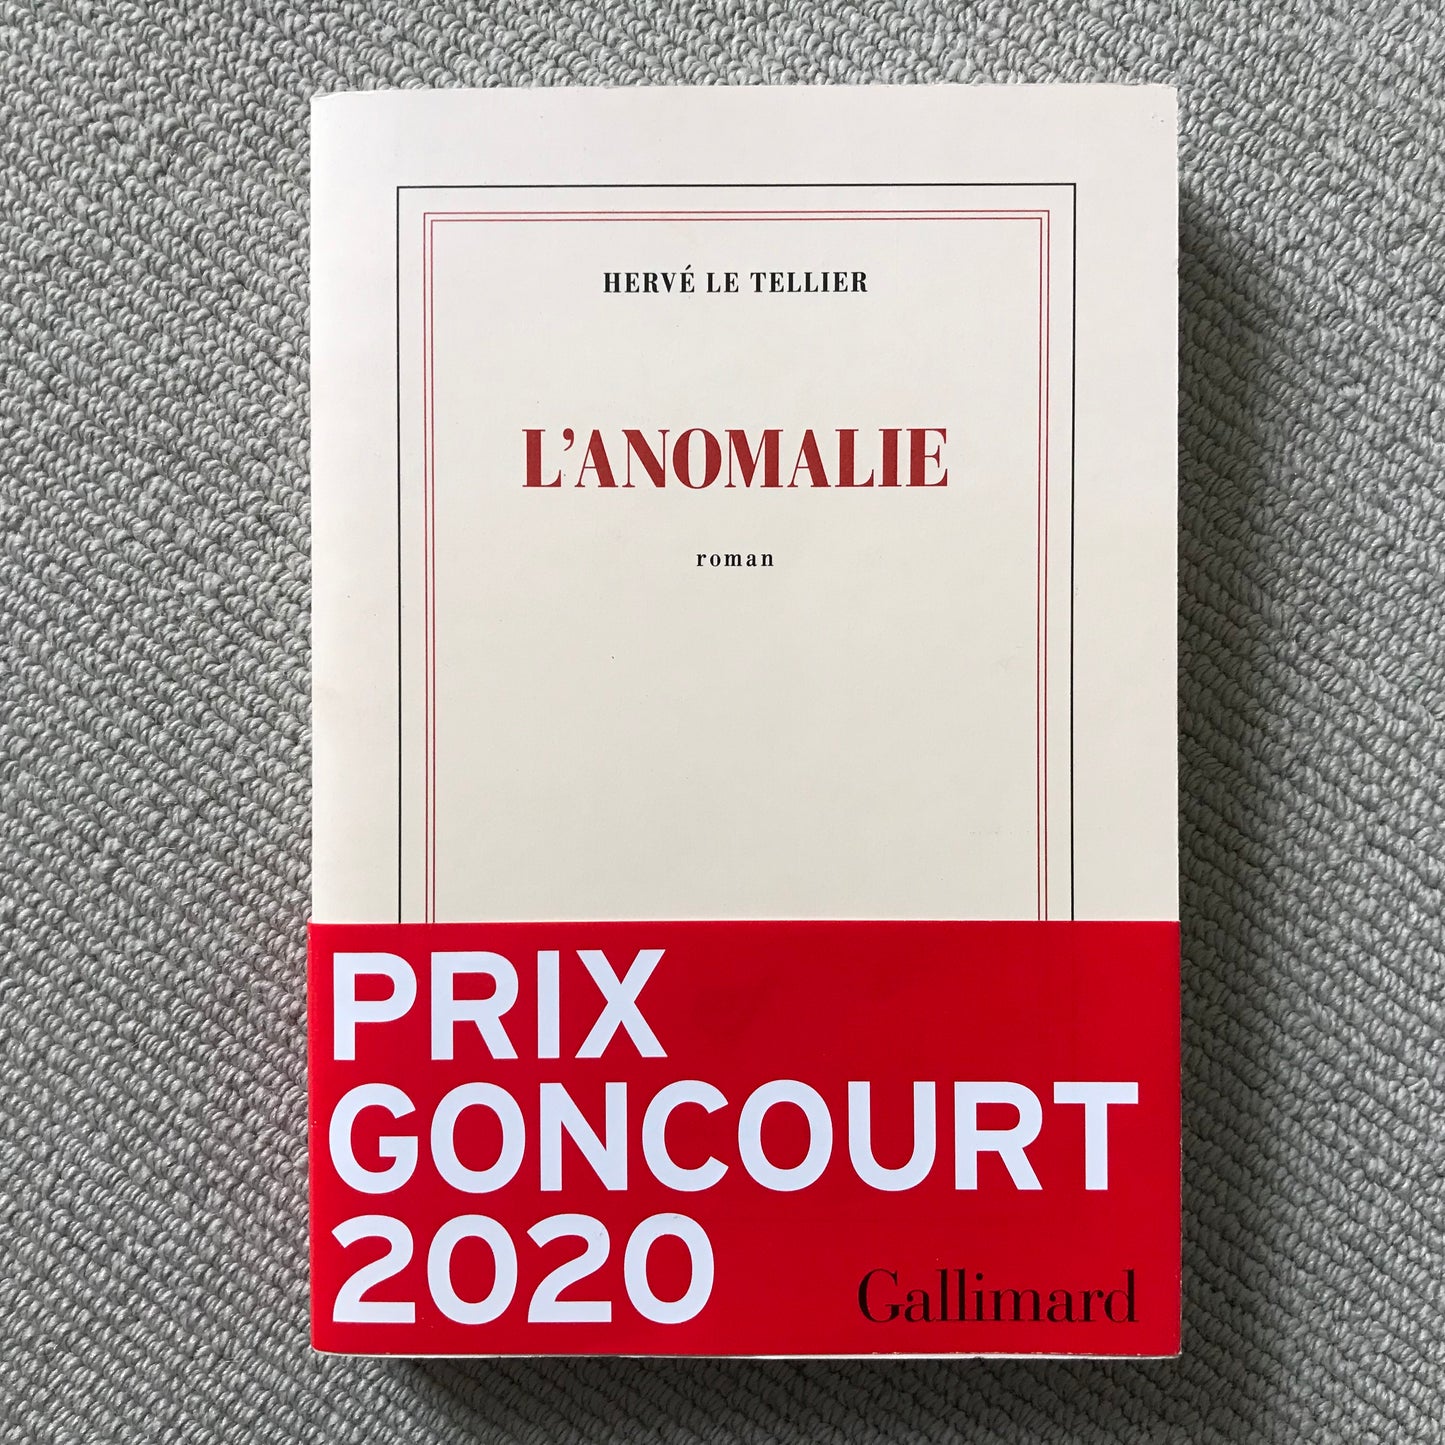 HERVÉ LE TELLIER
L’ANOMALIE
roman
PRIX
GONCOURT
2020
Gallimard